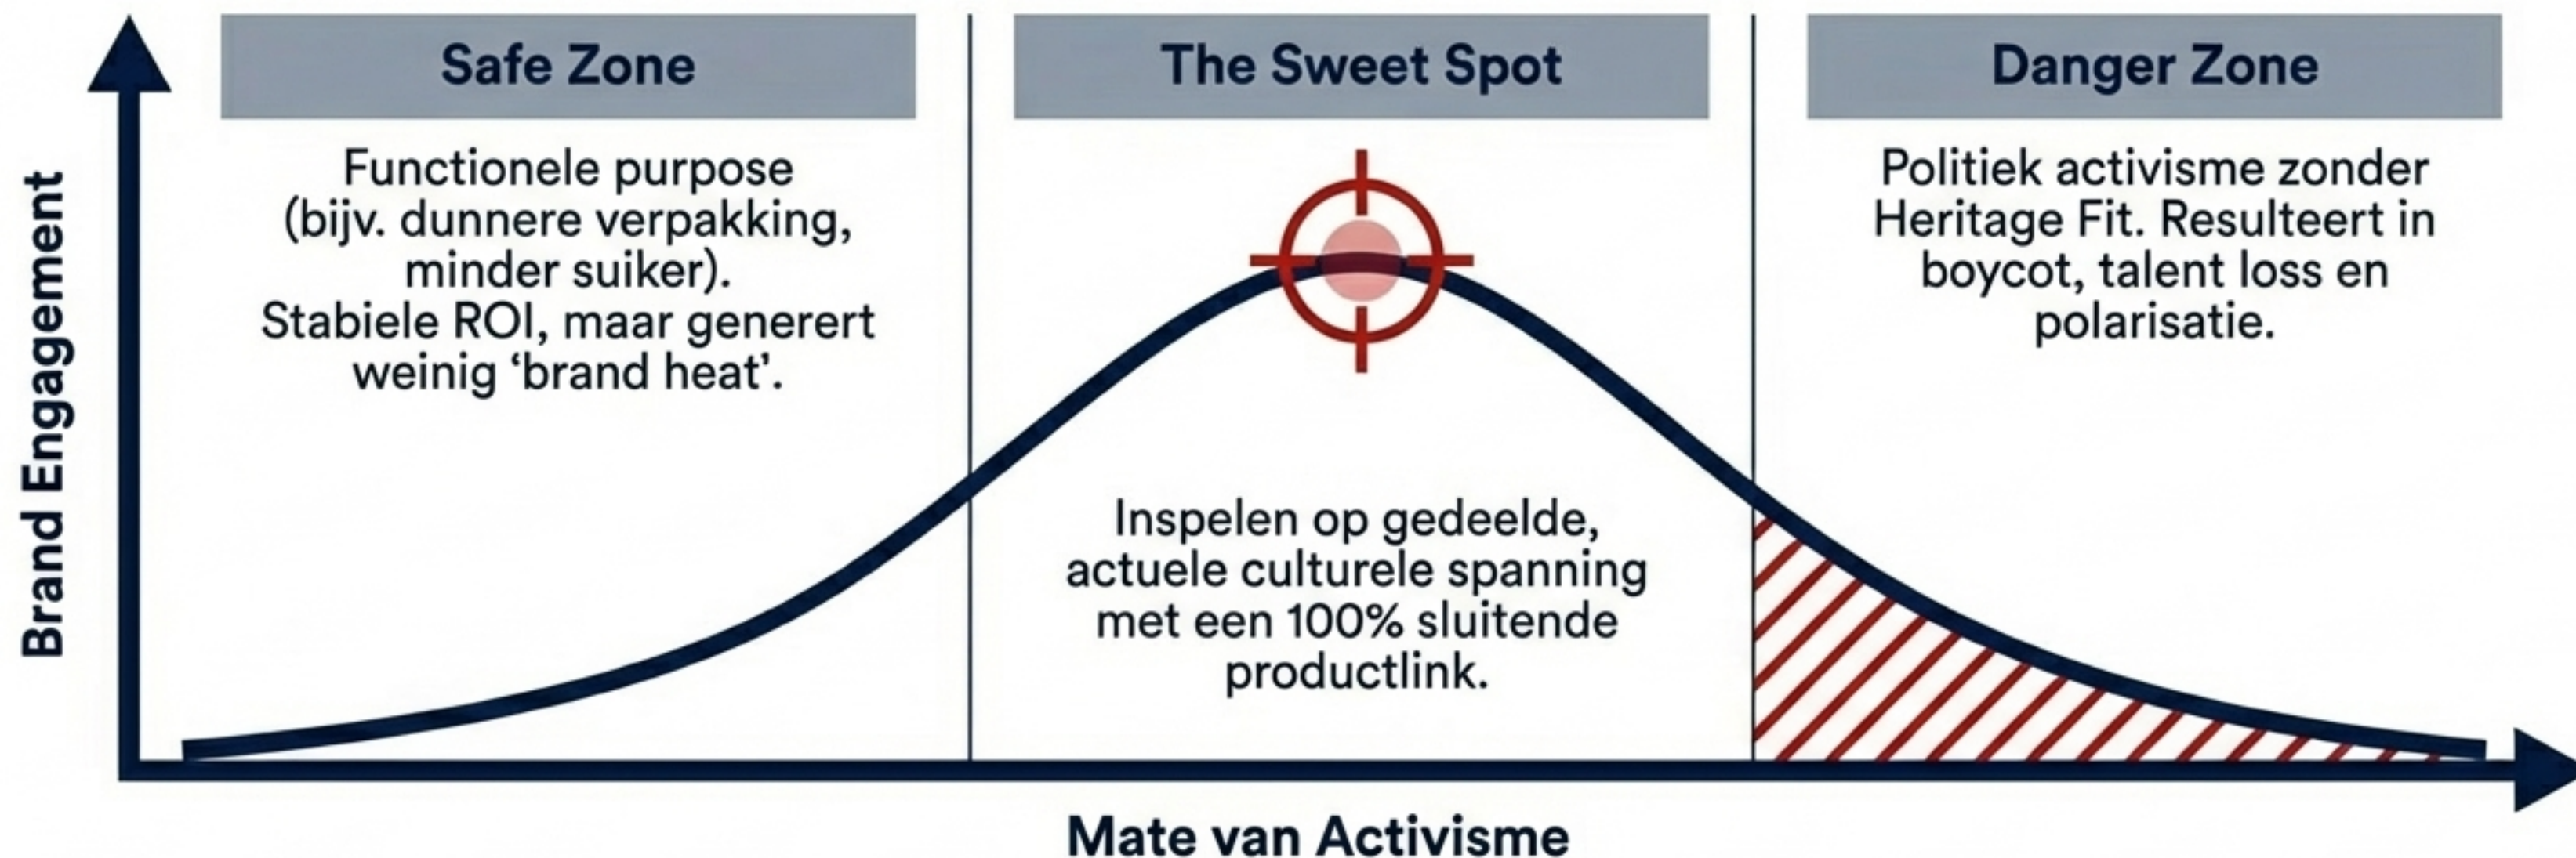 Brand Engagement
Safe Zone
Functionele purpose
(bijv. dunnere verpakking,
minder suiker).
Stabiele ROI, maar generert
weinig ‘brand heat’.
The Sweet Spot
Inspelen op gedeelde,
actuele culturele spanning
met een 100% sluitende
productlink.
Danger Zone
Politiek activisme zonder
Heritage Fit. Resulteert in
boycot, talent loss en
polarisatie.
Mate van Activisme